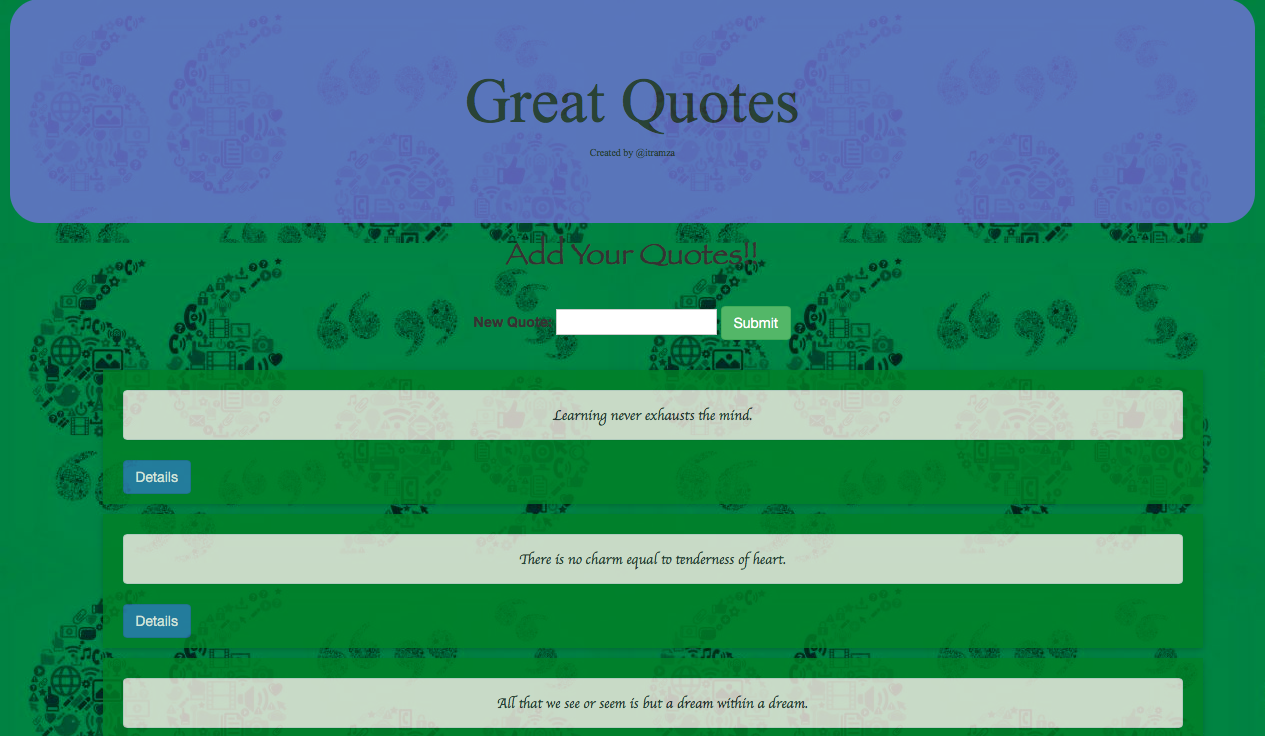 Great Quotes
Created by @itramza
Add Your Quotes!!
New Quote: Submit
Learning never exhausts the mind.
Details
There is no charm equal to tenderness of heart.
Details
All that we see or seem is but a dream within a dream.